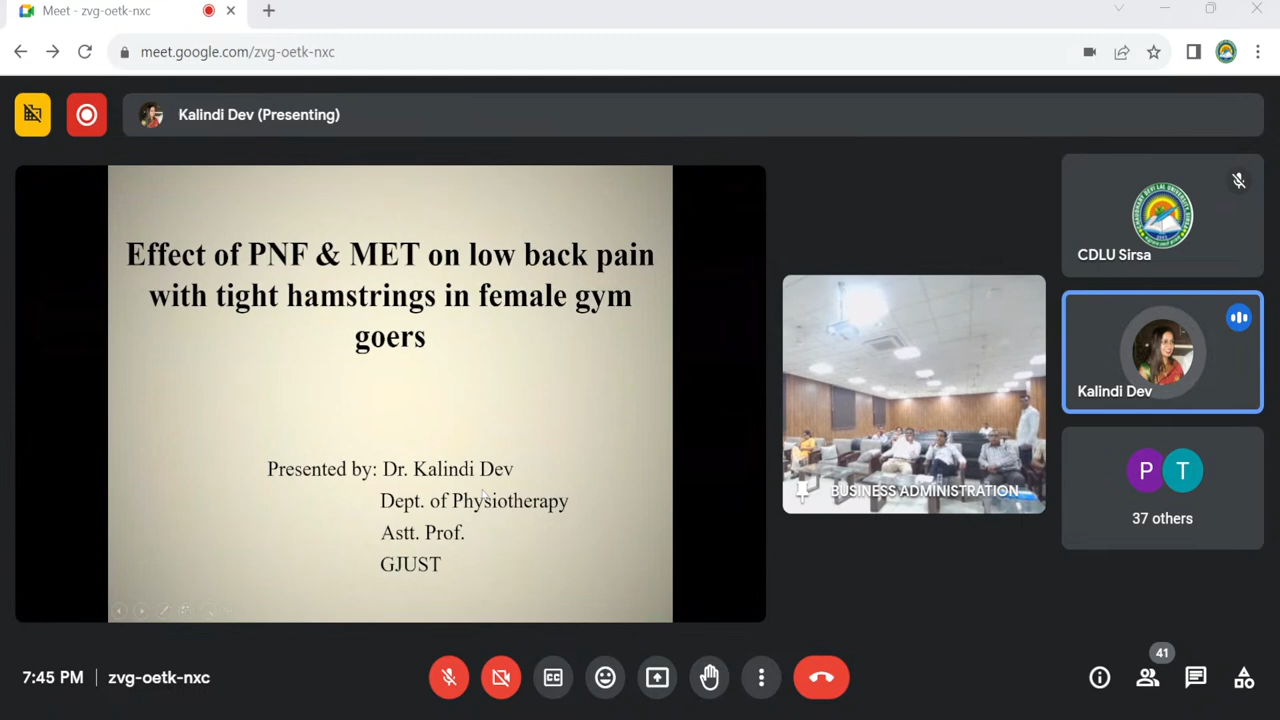 Meet - zvg-oetk-nxc
meet.google.com/zvg-oetk-nxc
Kalindi Dev (Presenting)
Effect of PNF & MET on low back pain
with tight hamstrings in female gym
goers
Presented by: Dr. Kalindi Dev
Dept. of Physiotherapy
Astt. Prof.
GJUST
BUSINESS ADMINISTRATION
CDLU Sirsa
Kalindi Dev
P T
37 others
7:45 PM | zvg-oetk-nxc
41